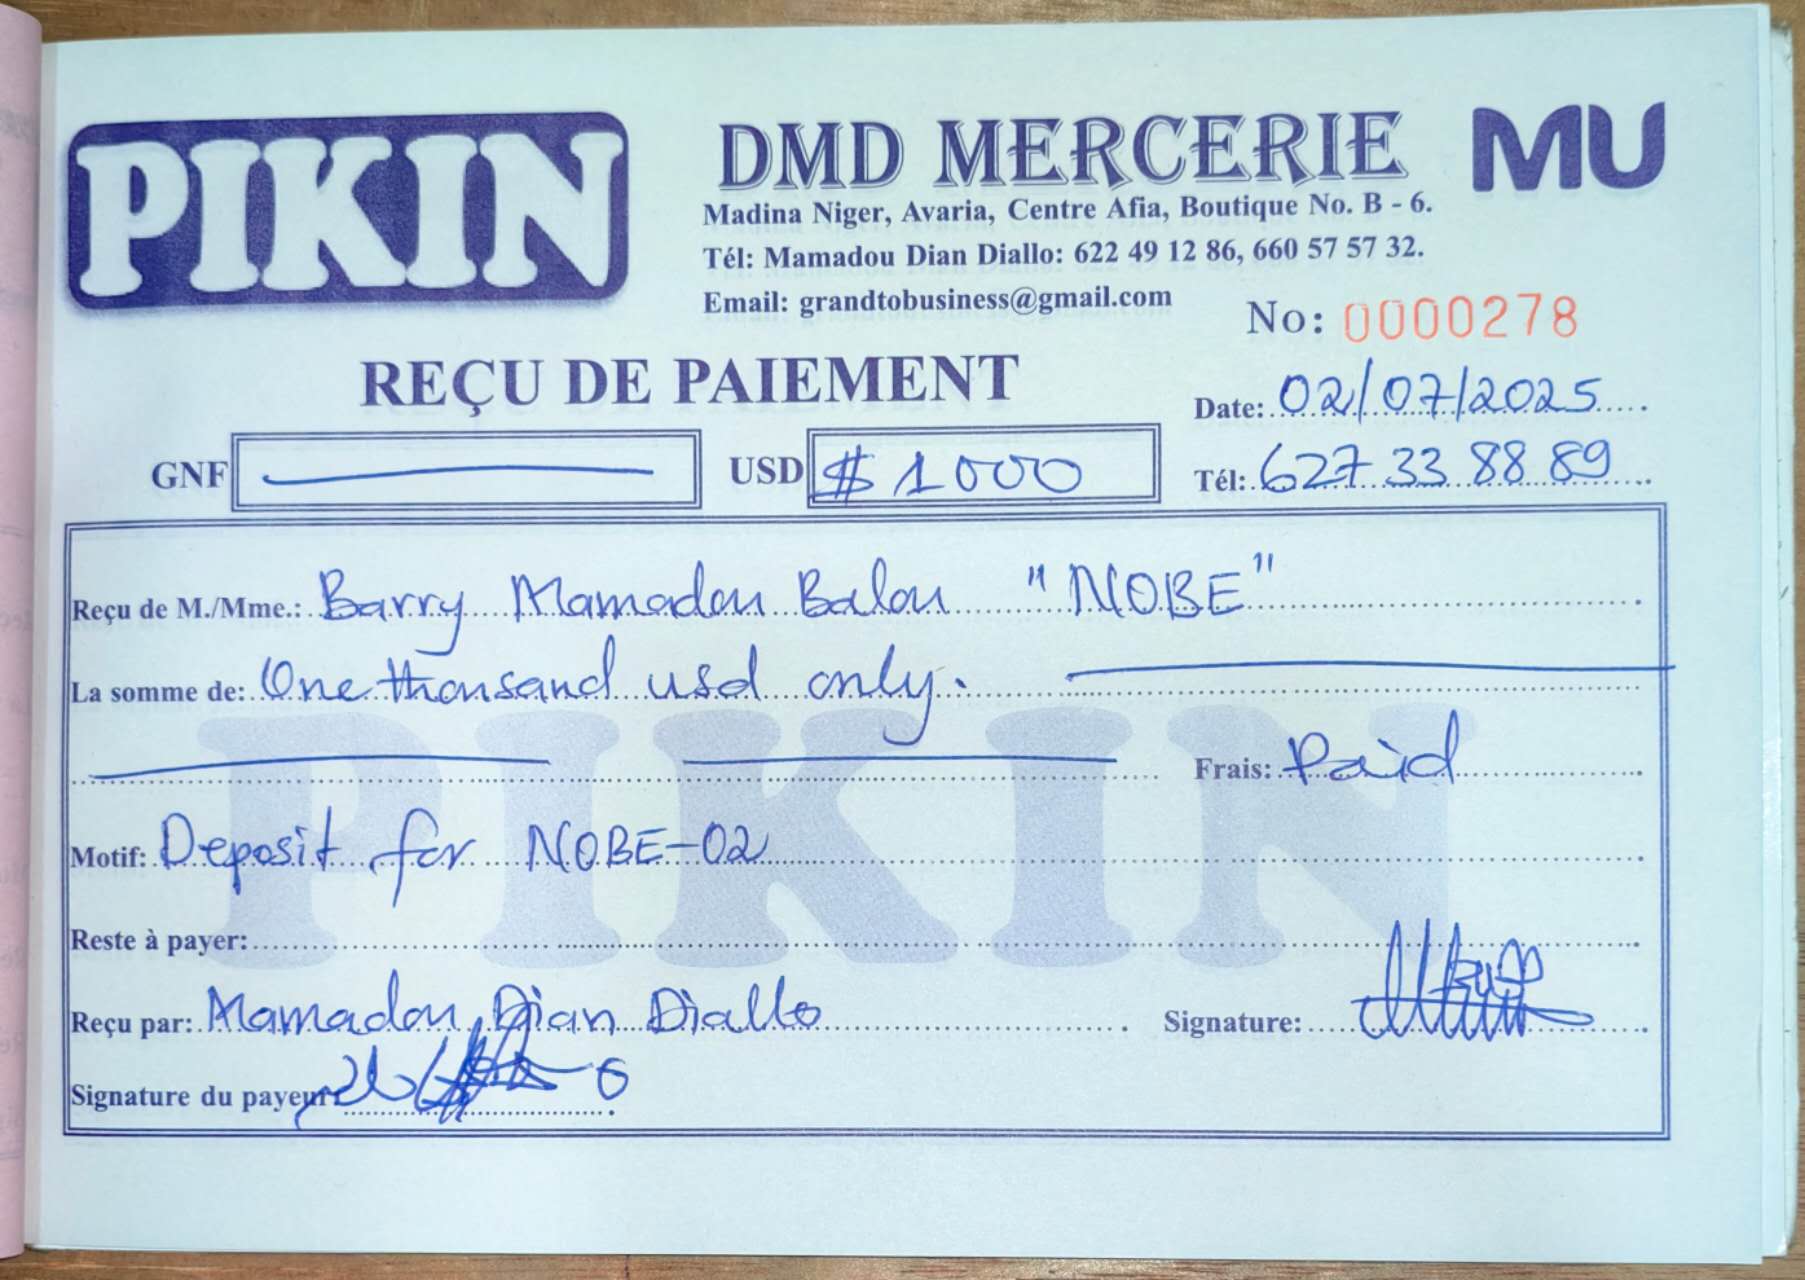 PIKIN
DMD MERCERIE MU
Madina Niger, Avaria, Centre Afia, Boutique No. B - 6.
Tél: Mamadou Dian Diallo: 622 49 12 86, 660 57 57 32.
Email: grandtobusiness@gmail.com
No: 0000278
REÇU DE PAIEMENT
Date: 02/07/2025
GNF
USD $ 1000
Tél: 627 33 88 89
Reçu de M./Mme.: Barry Mamadou Balou "NOBE"
La somme de: One thousand usd only.
Frais: Paid
PIKIN
Motif: Deposit for NOBE-02
Reste à payer:
Reçu par: Mamadou Dian Diallo
Signature:
Signature du payeur